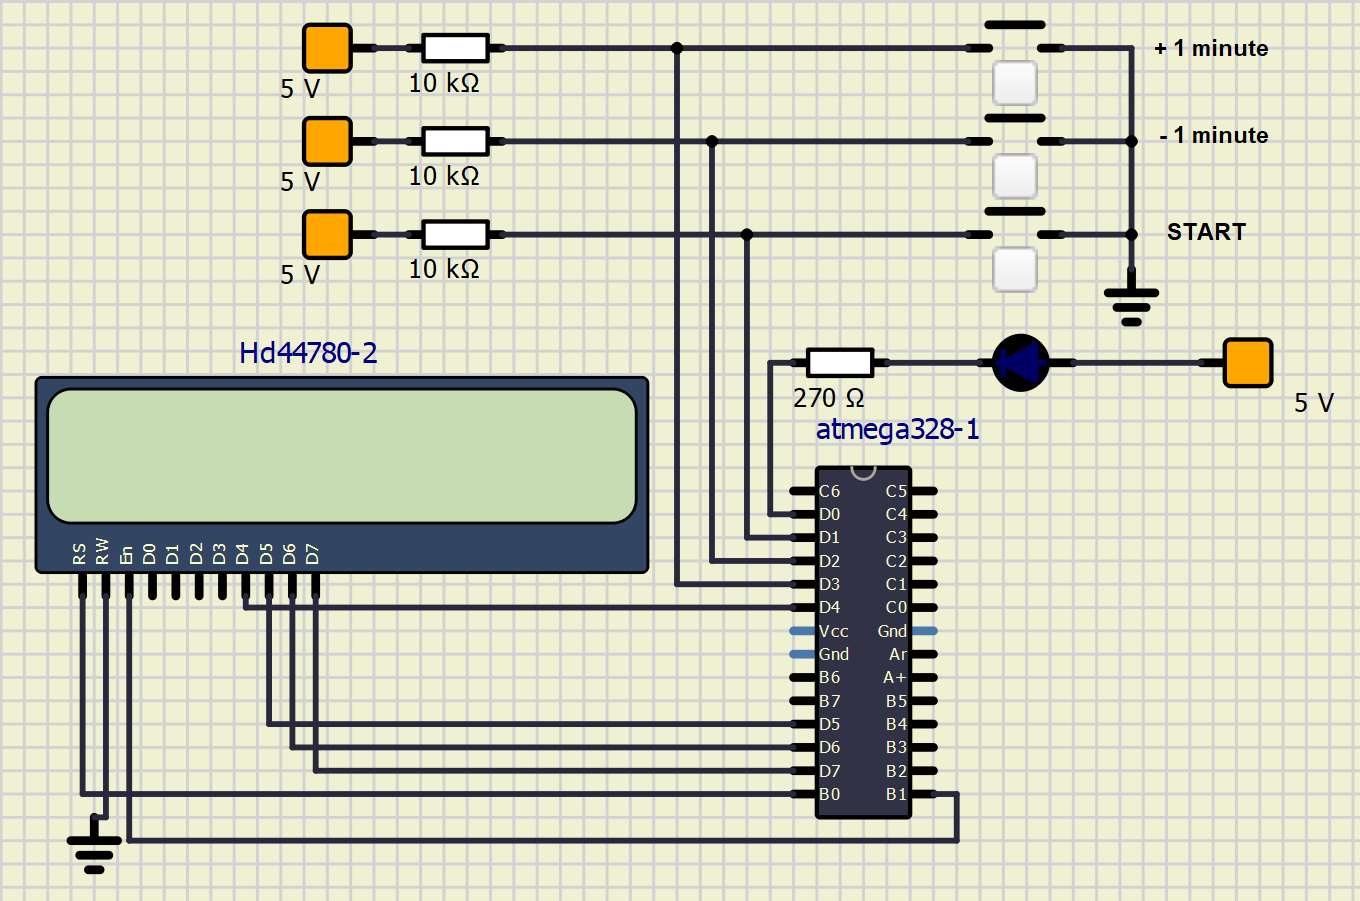 + 1 minute
5 V
10 kΩ
- 1 minute
5 V
10 kΩ
START
5 V
10 kΩ
Hd44780-2
270 Ω
5 V
atmega328-1
RS RW En D0 D1 D2 D3 D4 D5 D6 D7
C6 C5
D0 C4
D1 C3
D2 C2
D3 C1
D4 C0
Vcc Gnd
Gnd Ar
B6 A+
B7 B5
D5 B4
D6 B3
D7 B2
B0 B1